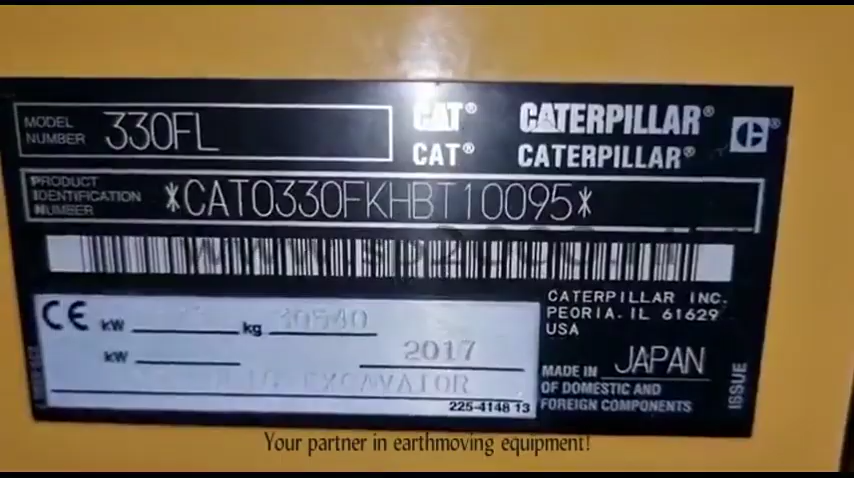 MODEL NUMBER 330FL
CAT® CATERPILLAR®
CAT® CATERPILLAR®
PRODUCT IDENTIFICATION NUMBER *CAT0330FKHBT10095*
CE kW kg 30540
kW 2017
EXCAVATOR
225-4148 13
CATERPILLAR INC.
PEORIA. IL 61629
USA
MADE IN JAPAN
OF DOMESTIC AND
FOREIGN COMPONENTS
ISSUE
Your partner in earthmoving equipment!